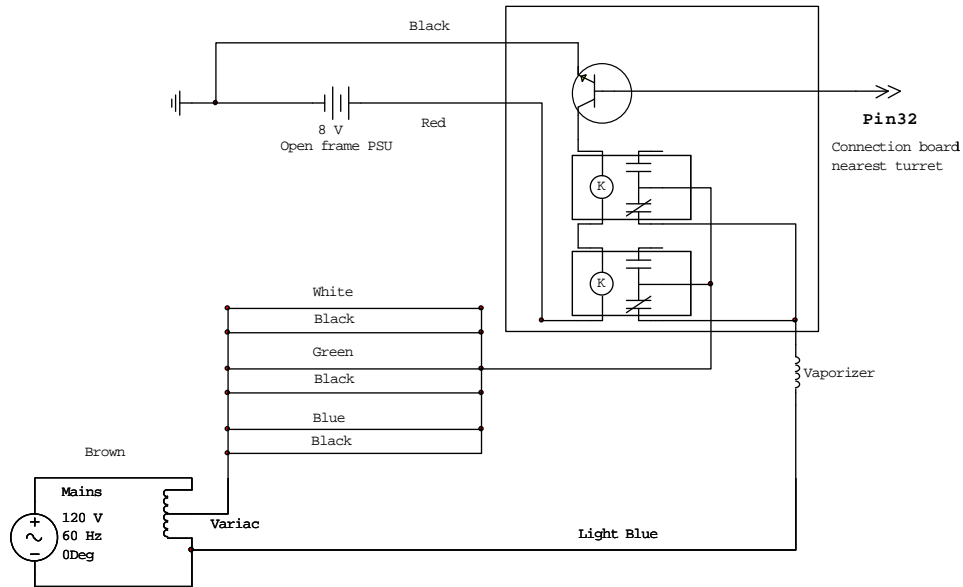 Black
8 V
Open frame PSU
Red
Pin32
Connection board
nearest turret
K
K
White
Black
Green
Black
Blue
Black
Vaporizer
Brown
Mains
120 V
60 Hz
0Deg
Variac
Light Blue